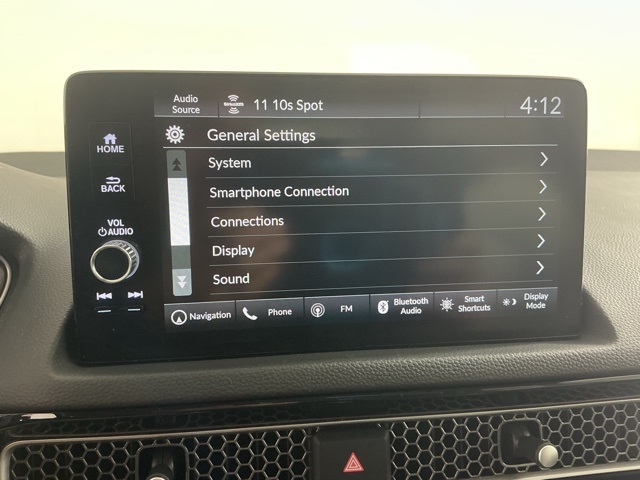 Audio
Source
SiriusXM
11 10s Spot
4:12
HOME
General Settings
System
BACK
Smartphone Connection
Connections
VOL
AUDIO
Display
Sound
Navigation
Phone
FM
Bluetooth
Audio
Smart
Shortcuts
Display
Mode